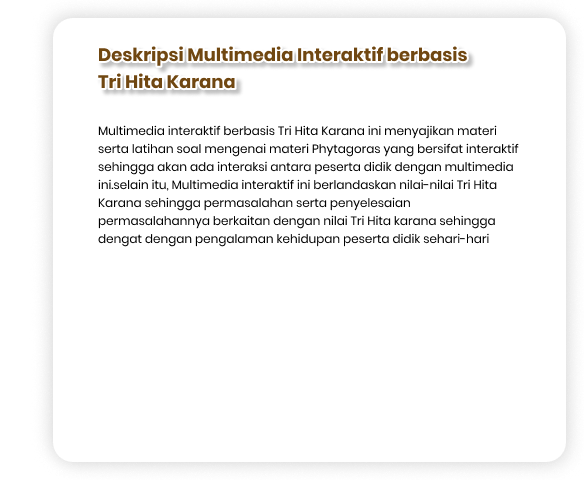 Deskripsi Multimedia Interaktif berbasis
Tri Hita Karana
Multimedia interaktif berbasis Tri Hita Karana ini menyajikan materi
serta latihan soal mengenai materi Phytagoras yang bersifat interaktif
sehingga akan ada interaksi antara peserta didik dengan multimedia
ini.selain itu, Multimedia interaktif ini berlandaskan nilai-nilai Tri Hita
Karana sehingga permasalahan serta penyelesaian
permasalahannya berkaitan dengan nilai Tri Hita karana sehingga
dengat dengan pengalaman kehidupan peserta didik sehari-hari